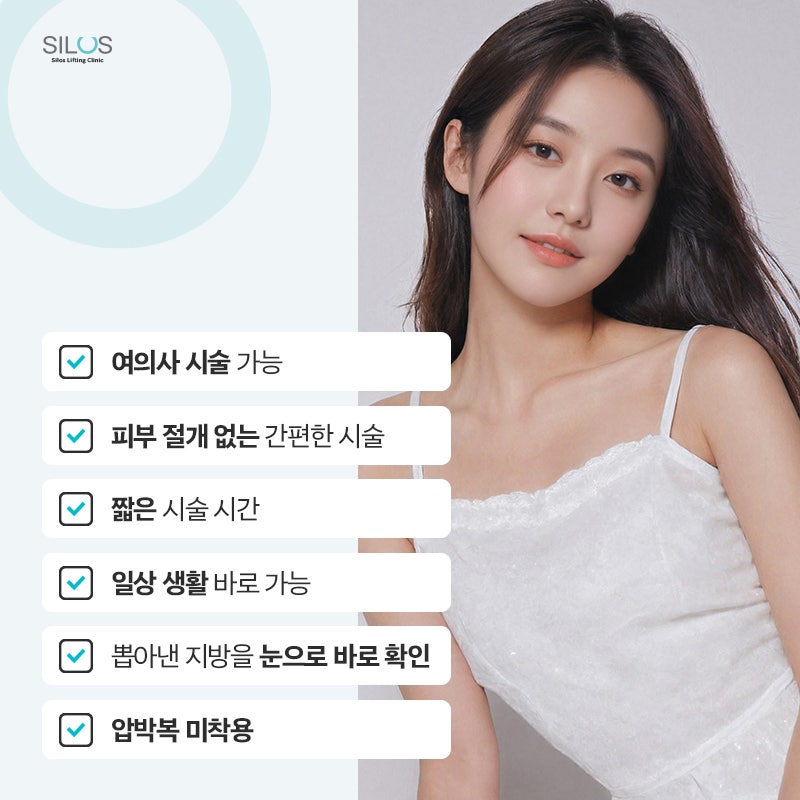 SILOS
Silos Lifting Clinic
여의사 시술 가능
피부 절개 없는 간편한 시술
짧은 시술 시간
일상 생활 바로 가능
뽑아낸 지방을 눈으로 바로 확인
압박복 미착용